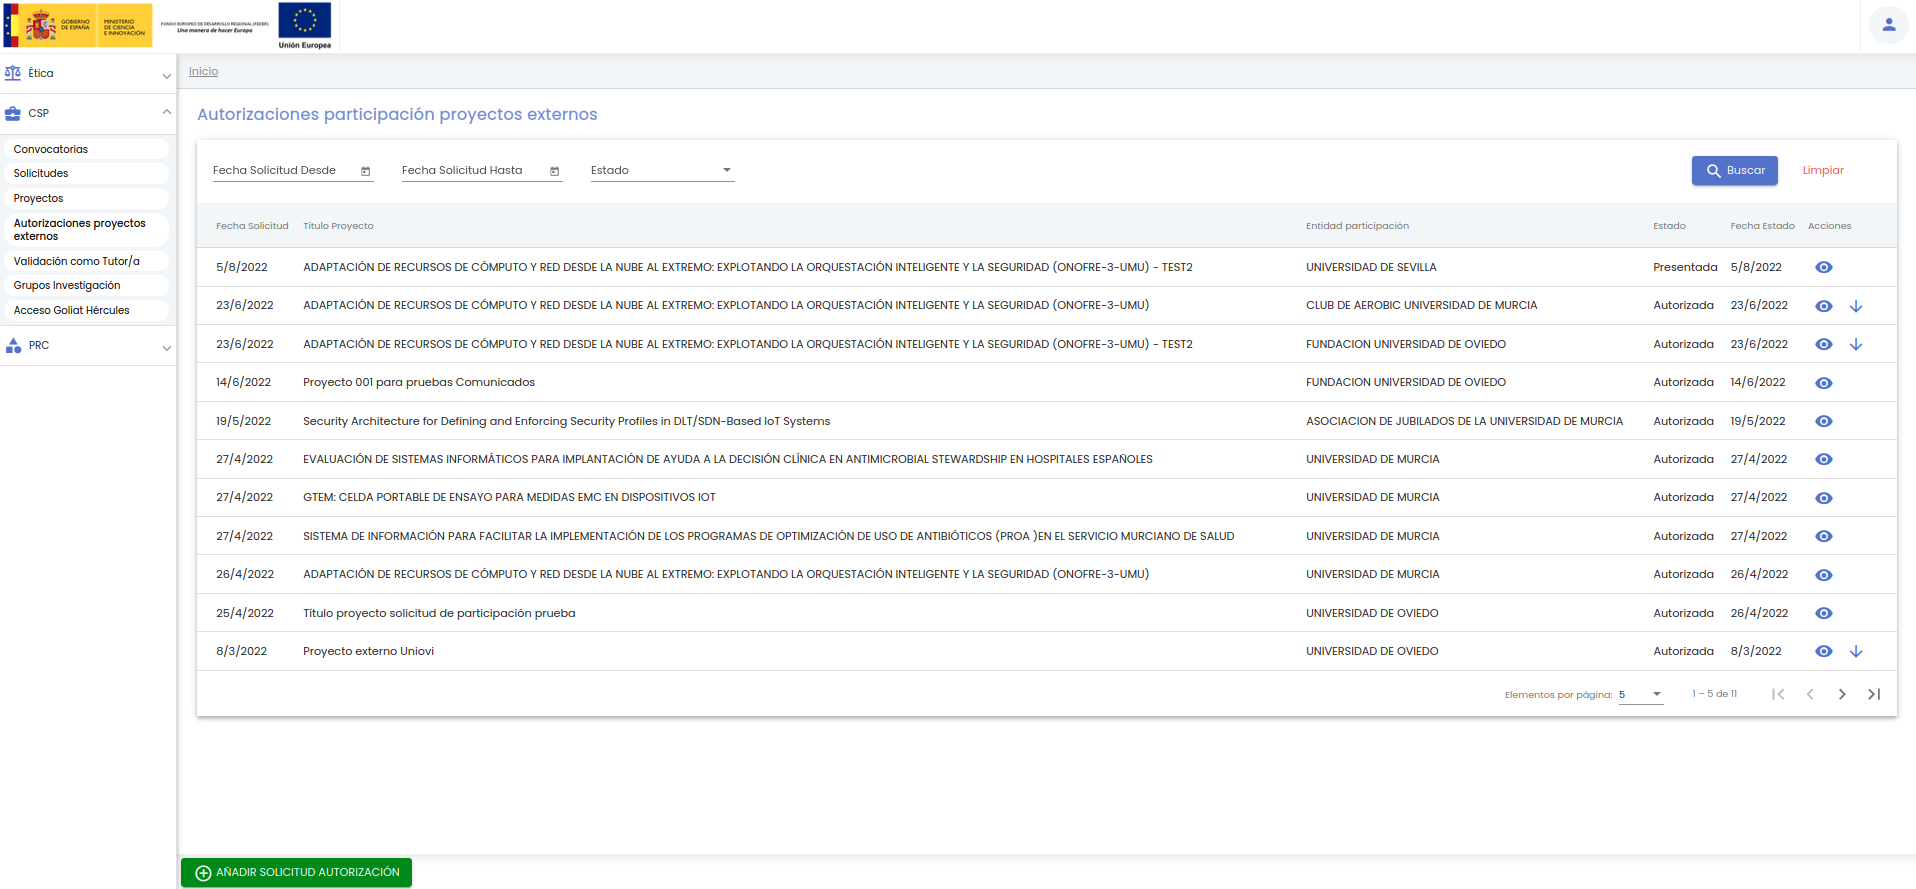 GOBIERNO DE ESPAÑA
MINISTERIO DE CIENCIA E INNOVACIÓN
FONDO EUROPEO DE DESARROLLO REGIONAL (FEDER)
Una manera de hacer Europa
Unión Europea
Ética
CSP
Convocatorias
Solicitudes
Proyectos
Autorizaciones proyectos
externos
Validación como Tutor/a
Grupos Investigación
Acceso Goliat Hércules
PRC
Inicio
Autorizaciones participación proyectos externos
Fecha Solicitud Desde Fecha Solicitud Hasta Estado Buscar Limpiar
Fecha Solicitud Título Proyecto Entidad participación Estado Fecha Estado Acciones
5/8/2022 ADAPTACIÓN DE RECURSOS DE CÓMPUTO Y RED DESDE LA NUBE AL EXTREMO: EXPLOTANDO LA ORQUESTACIÓN INTELIGENTE Y LA SEGURIDAD (ONOFRE-3-UMU) - TEST2 UNIVERSIDAD DE SEVILLA Presentada 5/8/2022
23/6/2022 ADAPTACIÓN DE RECURSOS DE CÓMPUTO Y RED DESDE LA NUBE AL EXTREMO: EXPLOTANDO LA ORQUESTACIÓN INTELIGENTE Y LA SEGURIDAD (ONOFRE-3-UMU) CLUB DE AEROBIC UNIVERSIDAD DE MURCIA Autorizada 23/6/2022
23/6/2022 ADAPTACIÓN DE RECURSOS DE CÓMPUTO Y RED DESDE LA NUBE AL EXTREMO: EXPLOTANDO LA ORQUESTACIÓN INTELIGENTE Y LA SEGURIDAD (ONOFRE-3-UMU) - TEST2 FUNDACION UNIVERSIDAD DE OVIEDO Autorizada 23/6/2022
14/6/2022 Proyecto 001 para pruebas Comunicados FUNDACION UNIVERSIDAD DE OVIEDO Autorizada 14/6/2022
19/5/2022 Security Architecture for Defining and Enforcing Security Profiles in DLT/SDN-Based IoT Systems ASOCIACION DE JUBILADOS DE LA UNIVERSIDAD DE MURCIA Autorizada 19/5/2022
27/4/2022 EVALUACIÓN DE SISTEMAS INFORMÁTICOS PARA IMPLANTACIÓN DE AYUDA A LA DECISIÓN CLÍNICA EN ANTIMICROBIAL STEWARDSHIP EN HOSPITALES ESPAÑOLES UNIVERSIDAD DE MURCIA Autorizada 27/4/2022
27/4/2022 GTEM: CELDA PORTABLE DE ENSAYO PARA MEDIDAS EMC EN DISPOSITIVOS IOT UNIVERSIDAD DE MURCIA Autorizada 27/4/2022
27/4/2022 SISTEMA DE INFORMACIÓN PARA FACILITAR LA IMPLEMENTACIÓN DE LOS PROGRAMAS DE OPTIMIZACIÓN DE USO DE ANTIBIÓTICOS (PROA )EN EL SERVICIO MURCIANO DE SALUD UNIVERSIDAD DE MURCIA Autorizada 27/4/2022
26/4/2022 ADAPTACIÓN DE RECURSOS DE CÓMPUTO Y RED DESDE LA NUBE AL EXTREMO: EXPLOTANDO LA ORQUESTACIÓN INTELIGENTE Y LA SEGURIDAD (ONOFRE-3-UMU) UNIVERSIDAD DE MURCIA Autorizada 26/4/2022
25/4/2022 Título proyecto solicitud de participación prueba UNIVERSIDAD DE OVIEDO Autorizada 26/4/2022
8/3/2022 Proyecto externo Uniovi UNIVERSIDAD DE OVIEDO Autorizada 8/3/2022
Elementos por página: 5 1 – 5 de 11
AÑADIR SOLICITUD AUTORIZACIÓN